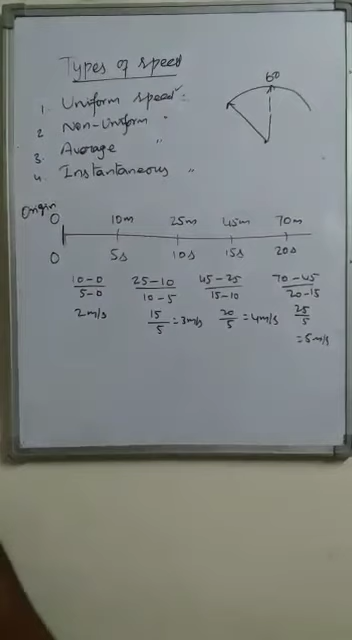 Types of speed
60
1. Uniform speed :
2 Non-Uniform "
3. Average "
4. Instantaneous "
Origin
0 10m 25m 45m 70m
0 5s 10s 15s 20s
10-0/5-0 25-10/10-5 45-25/15-10 70-45/20-15
2m/s 15/5 = 3m/s 20/5 = 4m/s 25/5
= 5m/s